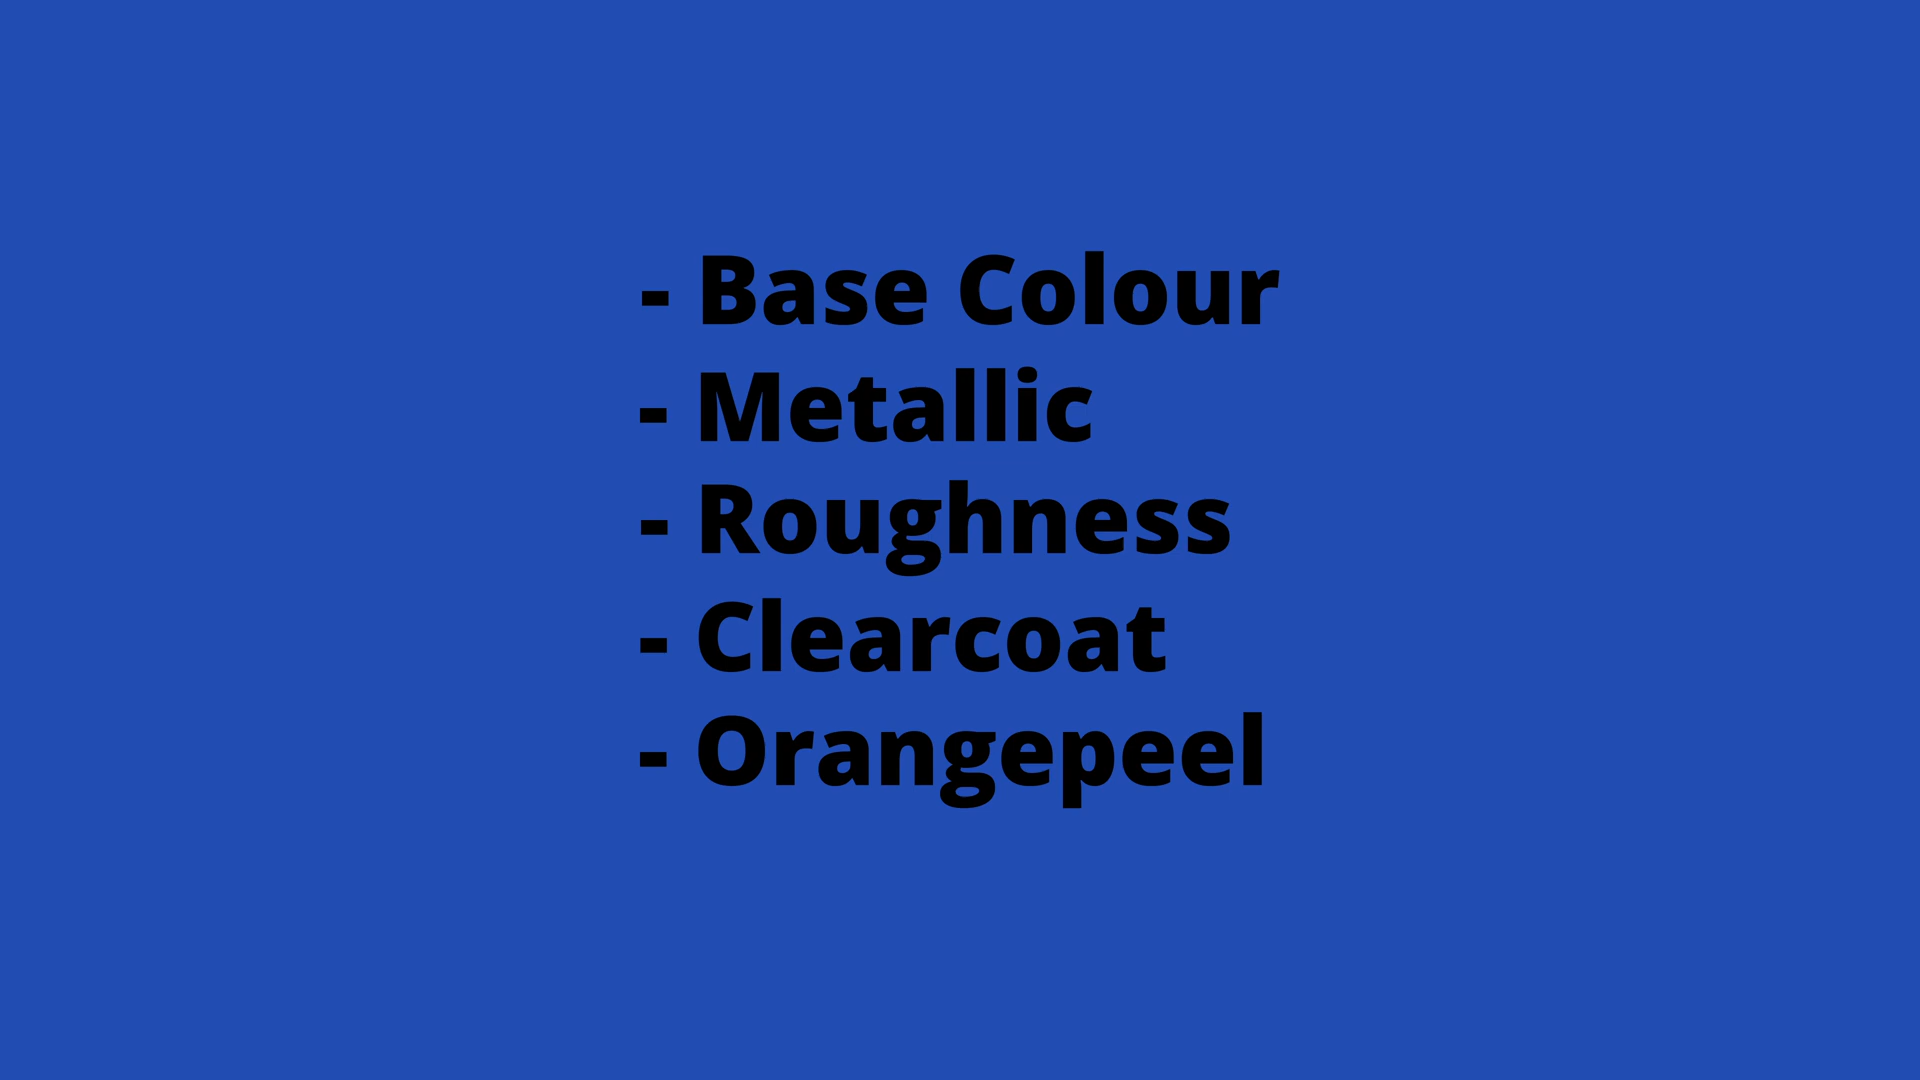 - Base Colour
- Metallic
- Roughness
- Clearcoat
- Orangepeel